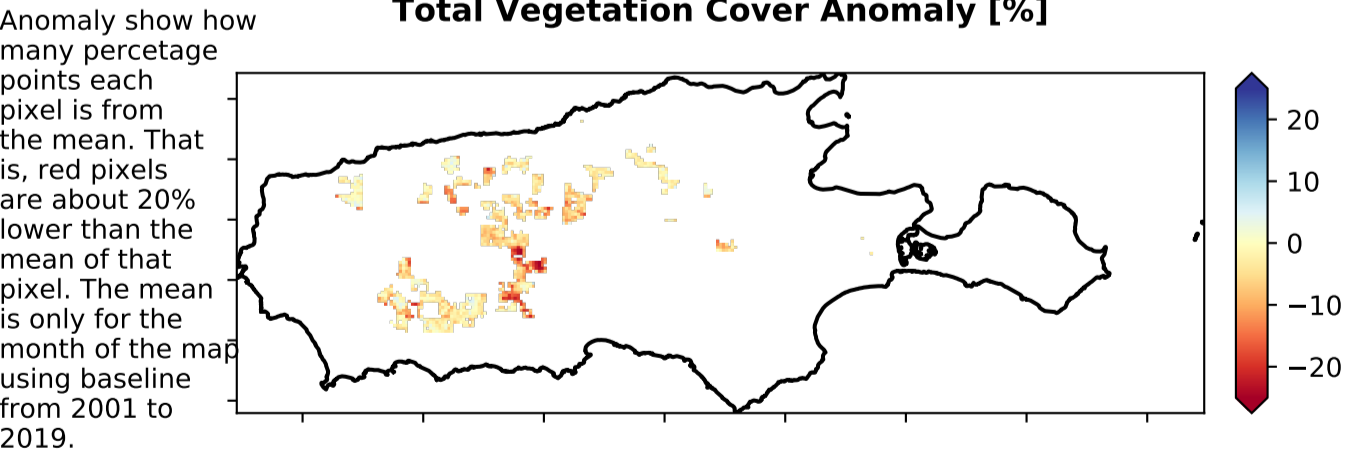 Total Vegetation Cover Anomaly [%]
Anomaly show how
many percetage
points each
pixel is from
the mean. That
is, red pixels
are about 20%
lower than the
mean of that
pixel. The mean
is only for the
month of the map
using baseline
from 2001 to
2019.
20
10
0
−10
−20